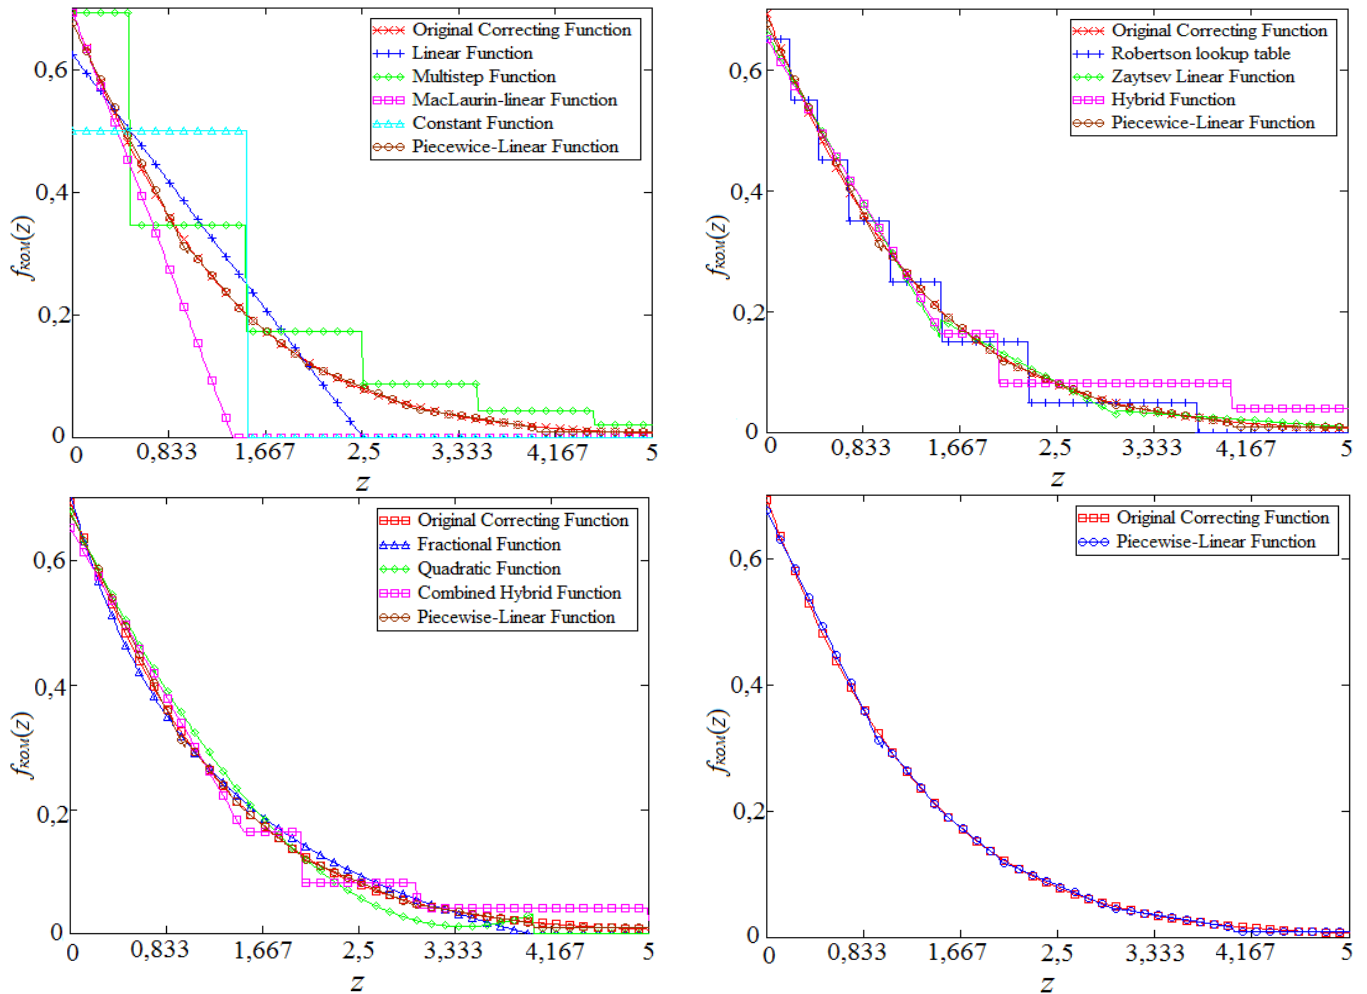 Original Correcting Function
Linear Function
Multistep Function
MacLaurin-linear Function
Constant Function
Piecewice-Linear Function
0,6
0,4
0,2
0
fком(z)
0 0,833 1,667 2,5 3,333 4,167 5
z
Original Correcting Function
Robertson lookup table
Zaytsev Linear Function
Hybrid Function
Piecewice-Linear Function
0,6
0,4
0,2
0
fком(z)
0 0,833 1,667 2,5 3,333 4,167 5
z
Original Correcting Function
Fractional Function
Quadratic Function
Combined Hybrid Function
Piecewise-Linear Function
0,6
0,4
0,2
0
fком(z)
0 0,833 1,667 2,5 3,333 4,167 5
z
Original Correcting Function
Piecewise-Linear Function
0,6
0,4
0,2
0
fком(z)
0 0,833 1,667 2,5 3,333 4,167 5
z